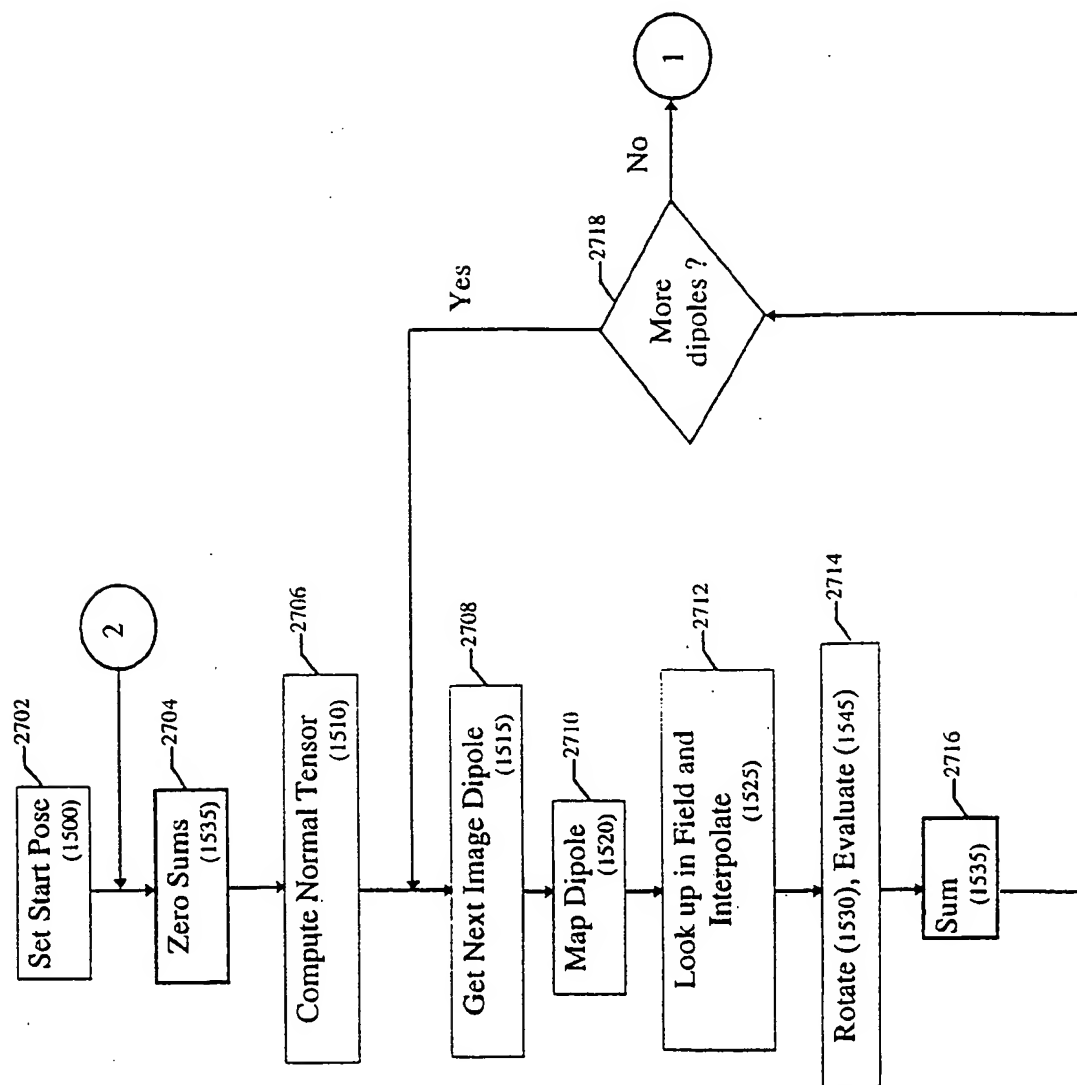 2702
Set Start Pose
(1500)
2
2704
Zero Sums
(1535)
2706
Compute Normal Tensor
(1510)
2708
Get Next Image Dipole
(1515)
2710
Map Dipole
(1520)
2712
Look up in Field and
Interpolate
(1525)
2714
Rotate (1530), Evaluate (1545)
2716
Sum
(1535)
2718
More
dipoles ?
Yes
No
1